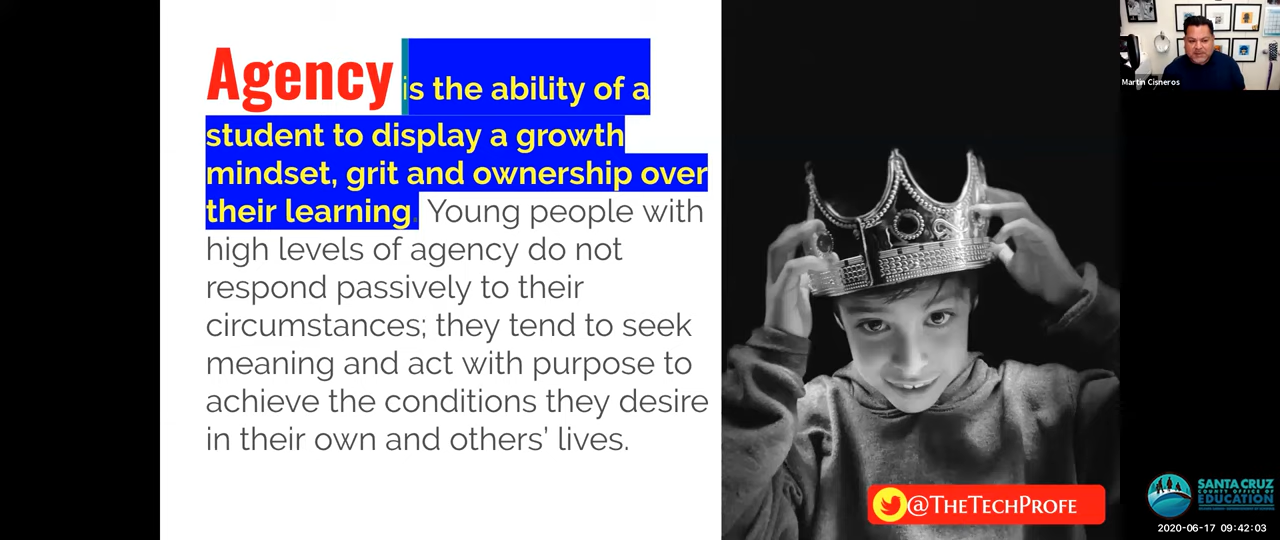 Agency is the ability of a
student to display a growth
mindset, grit and ownership over
their learning. Young people with
high levels of agency do not
respond passively to their
circumstances; they tend to seek
meaning and act with purpose to
achieve the conditions they desire
in their own and others’ lives.
Martin Cisneros
@TheTechProfe
SANTA CRUZ
COUNTY OFFICE OF
EDUCATION
2020-06-17 09:42:03